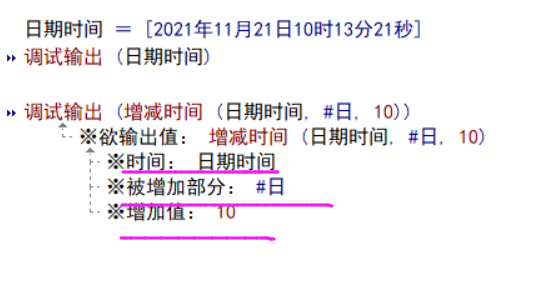 日期时间 = [2021年11月21日10时13分21秒]
调试输出 (日期时间)
调试输出 (增减时间 (日期时间, #日, 10))
※欲输出值: 增减时间 (日期时间, #日, 10)
※时间: 日期时间
※被增加部分: #日
※增加值: 10